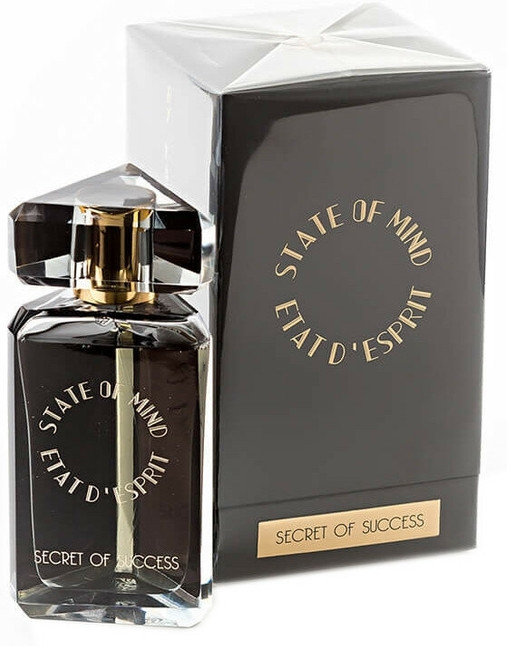 STATE OF MIND
ETAT D'ESPRIT
SECRET OF SUCCESS
STATE OF MIND
ETAT D'ESPRIT
SECRET OF SUCCESS